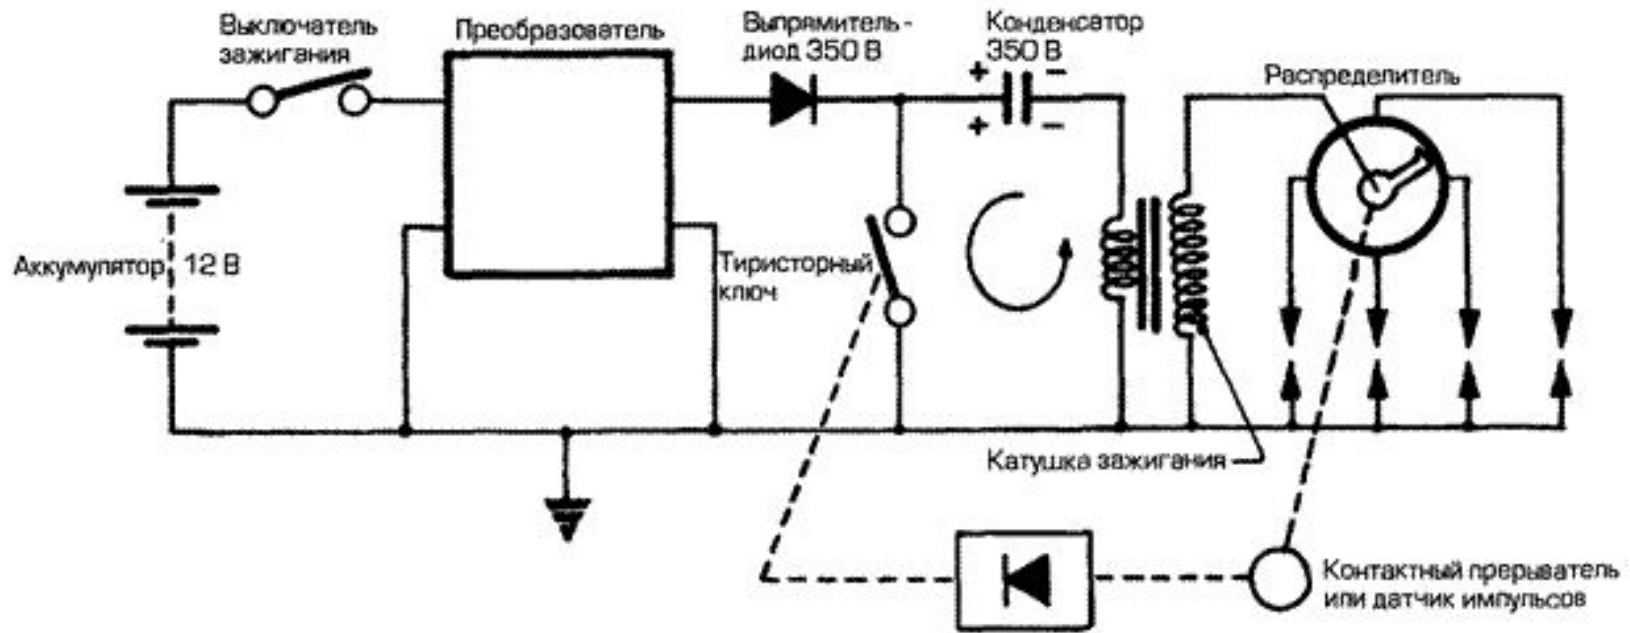 Выключатель
зажигания
Преобразователь
Выпрямитель-
диод 350 В
Конденсатор
350 В
+ −
+ −
Распределитель
Аккумулятор 12 В
Тиристорный
ключ
Катушка зажигания
Контактный прерыватель
или датчик импульсов